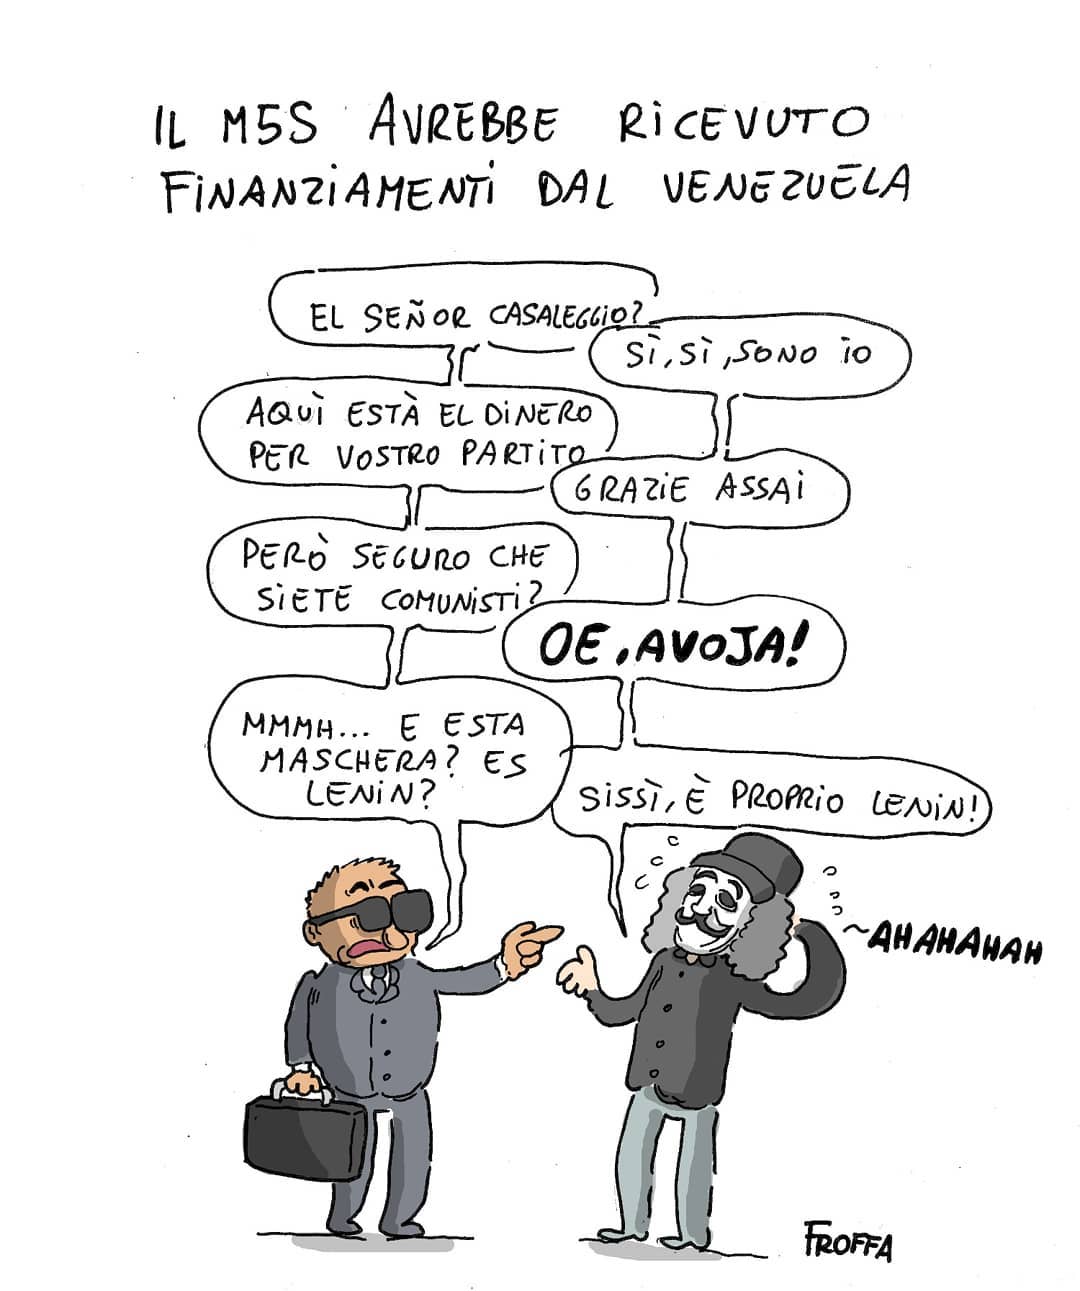 IL M5S AVREBBE RICEVUTO
FINANZIAMENTI DAL VENEZUELA
EL SEÑOR CASALEGGIO?
SÌ, SÌ, SONO IO
AQUÌ ESTÀ EL DINERO
PER VOSTRO PARTITO
GRAZIE ASSAI
PERÒ SEGURO CHE
SIETE COMUNISTI?
OE, AVOJA!
MMMH... E ESTA
MASCHERA? ES
LENIN?
SISSÌ, È PROPRIO LENIN!
~AHAHAHAH
FROFFA